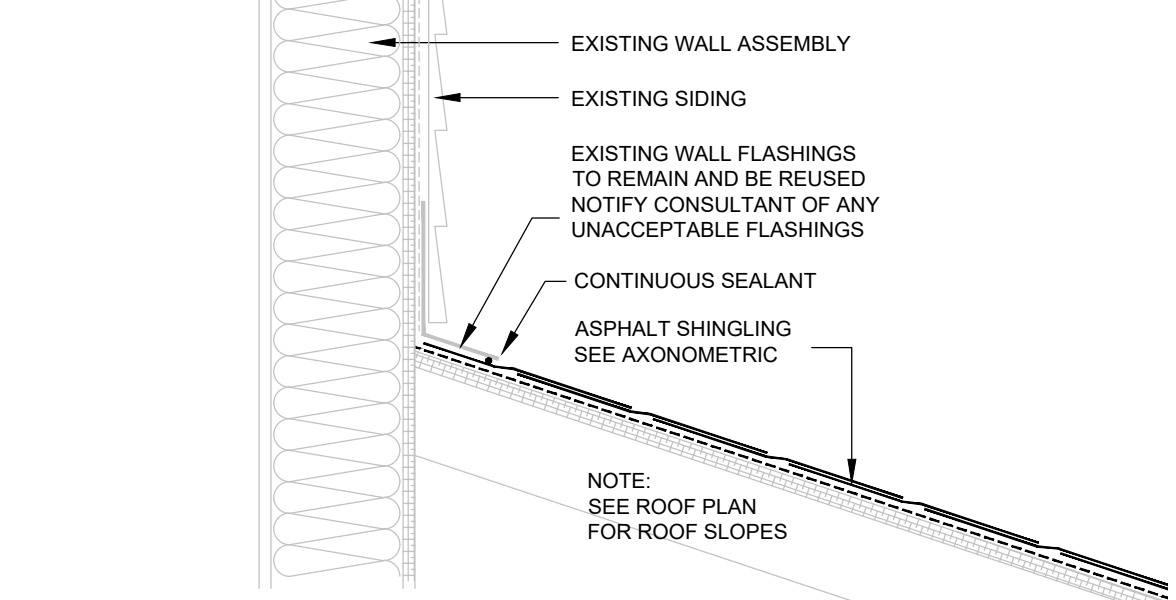 EXISTING WALL ASSEMBLY
EXISTING SIDING
EXISTING WALL FLASHINGS
TO REMAIN AND BE REUSED
NOTIFY CONSULTANT OF ANY
UNACCEPTABLE FLASHINGS
CONTINUOUS SEALANT
ASPHALT SHINGLING
SEE AXONOMETRIC
NOTE:
SEE ROOF PLAN
FOR ROOF SLOPES